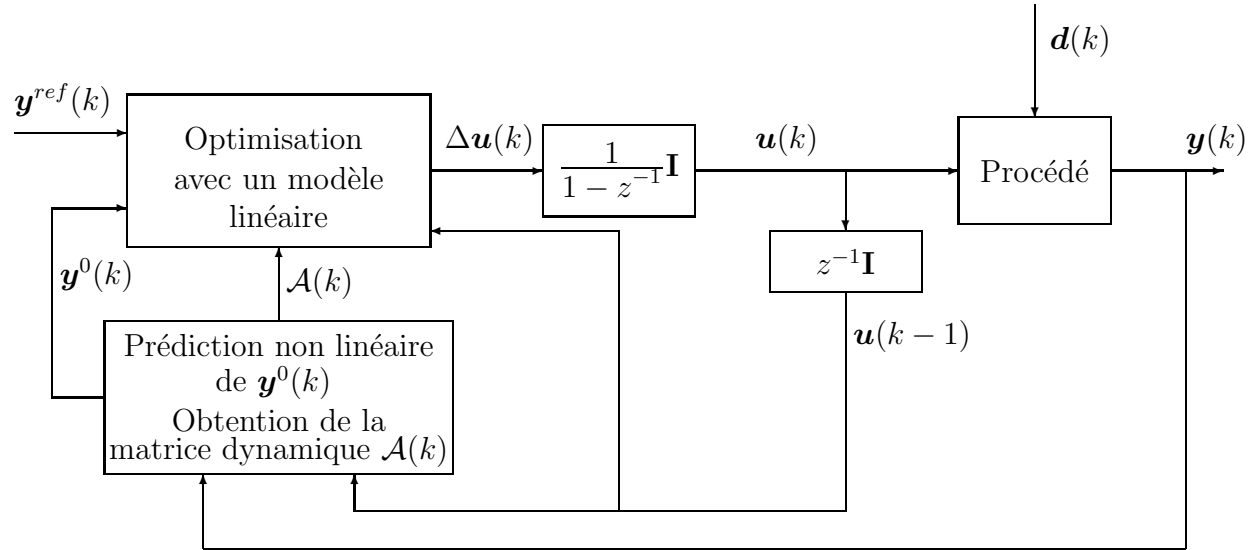 d(k)
y^{ref}(k)
Optimisation
avec un modèle
linéaire
Δu(k)
\frac{1}{1 - z^{-1}}I
u(k)
Procédé
y(k)
z^{-1}I
y^0(k)
A(k)
u(k − 1)
Prédiction non linéaire
de y^0(k)
Obtention de la
matrice dynamique A(k)